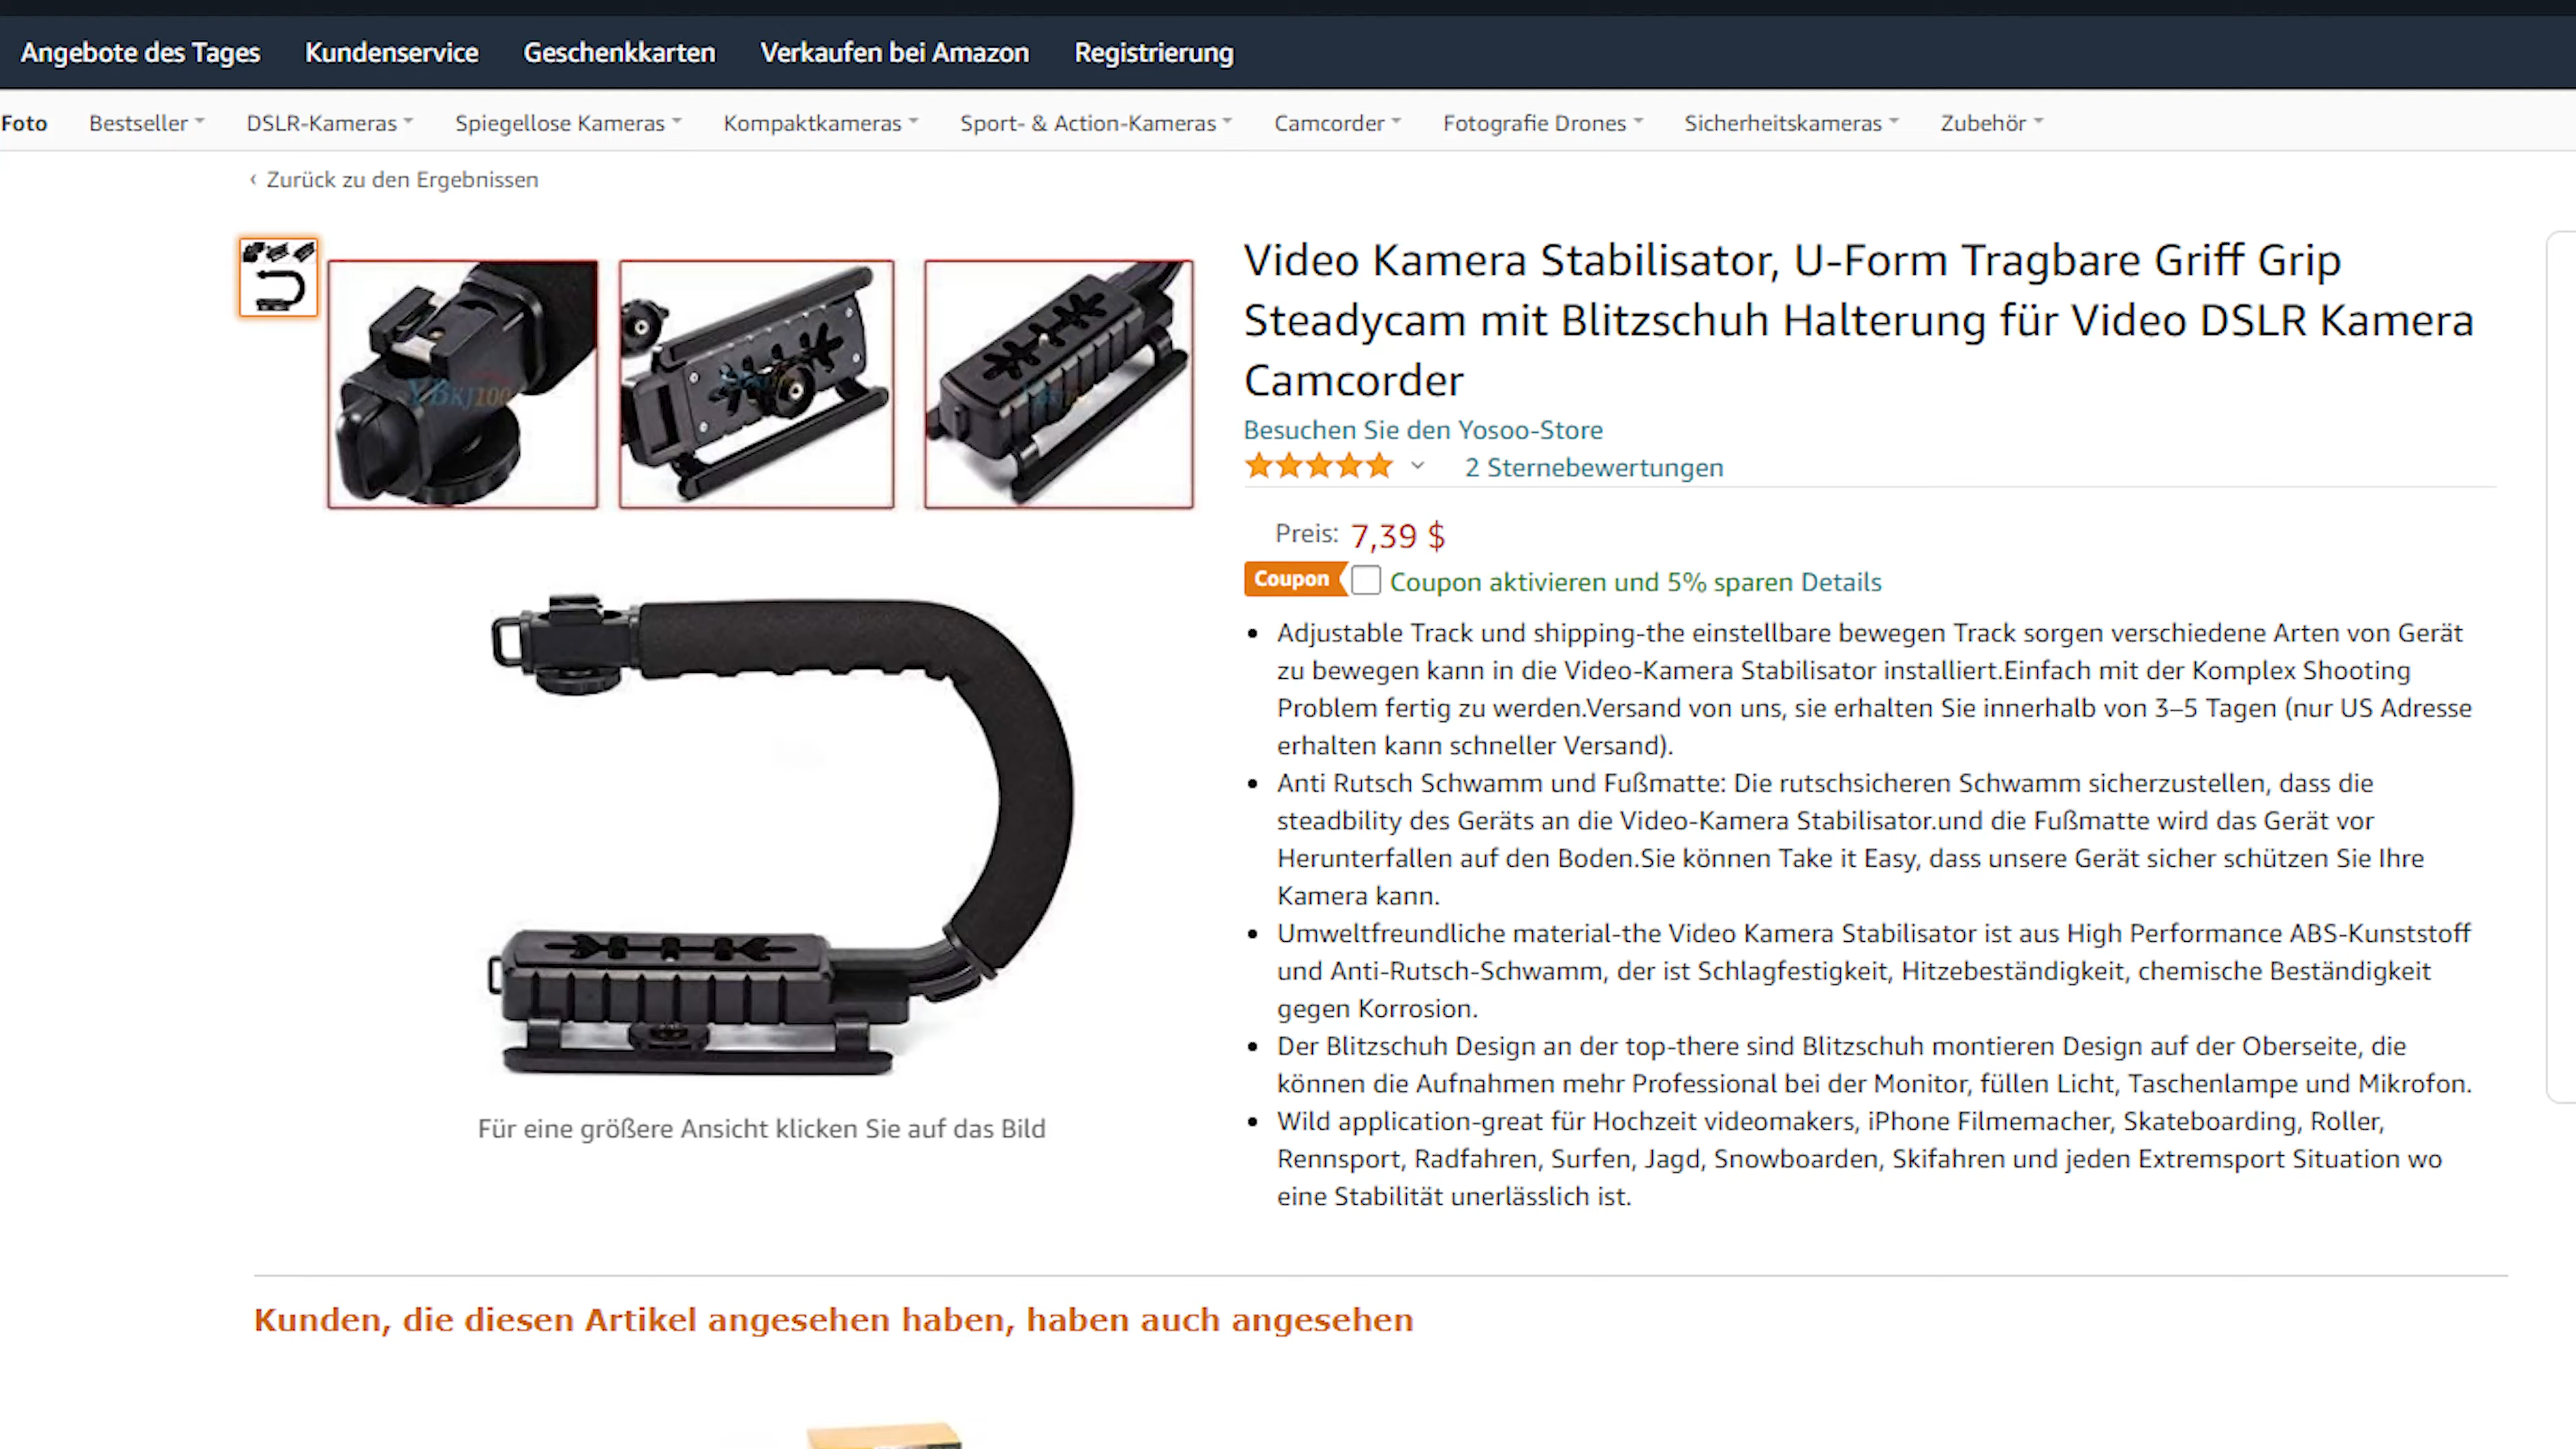 Angebote des Tages Kundenservice Geschenkkarten Verkaufen bei Amazon Registrierung
Foto Bestseller DSLR-Kameras Spiegellose Kameras Kompaktkameras Sport- & Action-Kameras Camcorder Fotografie Drones Sicherheitskameras Zubehör
‹ Zurück zu den Ergebnissen
YBKJ100
Video Kamera Stabilisator, U-Form Tragbare Griff Grip
Steadycam mit Blitzschuh Halterung für Video DSLR Kamera
Camcorder
Besuchen Sie den Yosoo-Store
2 Sternebewertungen
Preis: 7,39 $
Coupon Coupon aktivieren und 5% sparen Details
• Adjustable Track und shipping-the einstellbare bewegen Track sorgen verschiedene Arten von Gerät
zu bewegen kann in die Video-Kamera Stabilisator installiert.Einfach mit der Komplex Shooting
Problem fertig zu werden.Versand von uns, sie erhalten Sie innerhalb von 3–5 Tagen (nur US Adresse
erhalten kann schneller Versand).
• Anti Rutsch Schwamm und Fußmatte: Die rutschsicheren Schwamm sicherzustellen, dass die
steadbility des Geräts an die Video-Kamera Stabilisator.und die Fußmatte wird das Gerät vor
Herunterfallen auf den Boden.Sie können Take it Easy, dass unsere Gerät sicher schützen Sie Ihre
Kamera kann.
• Umweltfreundliche material-the Video Kamera Stabilisator ist aus High Performance ABS-Kunststoff
und Anti-Rutsch-Schwamm, der ist Schlagfestigkeit, Hitzebeständigkeit, chemische Beständigkeit
gegen Korrosion.
• Der Blitzschuh Design an der top-there sind Blitzschuh montieren Design auf der Oberseite, die
können die Aufnahmen mehr Professional bei der Monitor, füllen Licht, Taschenlampe und Mikrofon.
• Wild application-great für Hochzeit videomakers, iPhone Filmemacher, Skateboarding, Roller,
Rennsport, Radfahren, Surfen, Jagd, Snowboarden, Skifahren und jeden Extremsport Situation wo
eine Stabilität unerlässlich ist.
Für eine größere Ansicht klicken Sie auf das Bild
Kunden, die diesen Artikel angesehen haben, haben auch angesehen